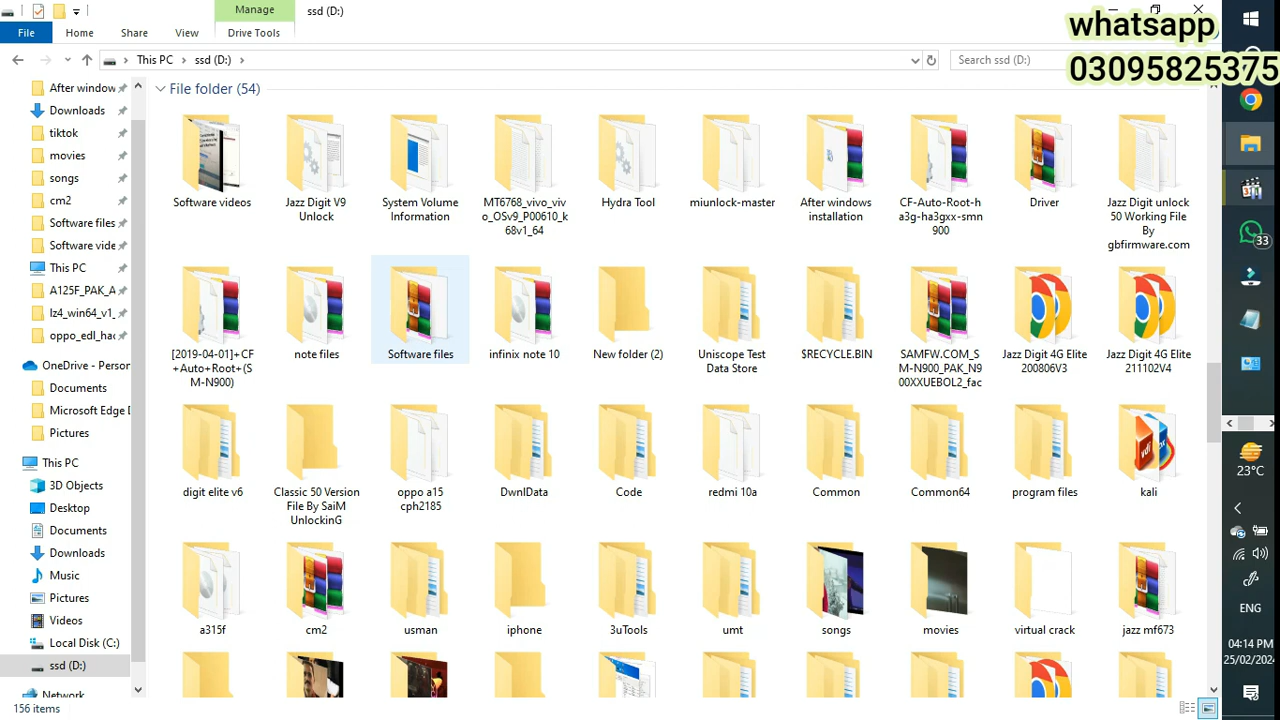 Manage
ssd (D:)
whatsapp
File
Home
Share
View
Drive Tools
This PC
ssd (D:)
Search ssd (D:)
03095825375
After window
Downloads
tiktok
movies
songs
cm2
Software files
Software vide
This PC
A125F_PAK_A
lz4_win64_v1_
oppo_edl_had
OneDrive - Person
Documents
Microsoft Edge D
Pictures
This PC
3D Objects
Desktop
Documents
Downloads
Music
Pictures
Videos
Local Disk (C:)
ssd (D:)
Network
156 items
File folder (54)
Software videos
Jazz Digit V9
Unlock
System Volume
Information
MT6768_vivo_viv
o_OSv9_P00610_k
68v1_64
Hydra Tool
miunlock-master
After windows
installation
CF-Auto-Root-h
a3g-ha3gxx-smn
900
Driver
Jazz Digit unlock
50 Working File
By
gbfirmware.com
[2019-04-01]+CF
+Auto+Root+(S
M-N900)
note files
Software files
infinix note 10
New folder (2)
Uniscope Test
Data Store
$RECYCLE.BIN
SAMFW.COM_S
M-N900_PAK_N9
00XXUEBOL2_fac
Jazz Digit 4G Elite
200806V3
Jazz Digit 4G Elite
211102V4
digit elite v6
Classic 50 Version
File By SaiM
UnlockinG
oppo a15
cph2185
DwnlData
Code
redmi 10a
Common
Common64
program files
kali
a315f
cm2
usman
iphone
3uTools
umt
songs
movies
virtual crack
jazz mf673
33
23°C
ENG
04:14 PM
25/02/202